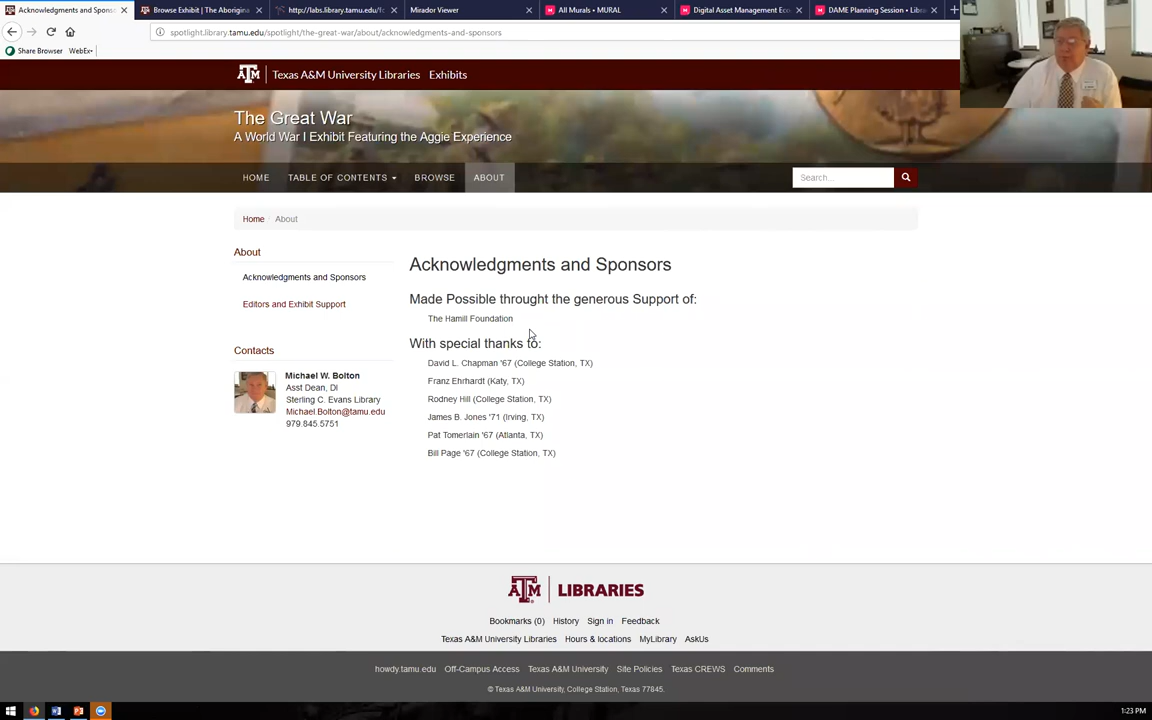 Acknowledgments and Spons
Browse Exhibit | The Aborigina
http://labs.library.tamu.edu/fc
Mirador Viewer
All Murals • MURAL
Digital Asset Management Eco
DAME Planning Session • Libra
spotlight.library.tamu.edu/spotlight/the-great-war/about/acknowledgments-and-sponsors
Share Browser WebEx
ATM Texas A&M University Libraries Exhibits
The Great War
A World War I Exhibit Featuring the Aggie Experience
HOME TABLE OF CONTENTS BROWSE ABOUT
Search...
Home / About
About
Acknowledgments and Sponsors
Editors and Exhibit Support
Contacts
Michael W. Bolton
Asst Dean, DI
Sterling C. Evans Library
Michael.Bolton@tamu.edu
979.845.5751
Acknowledgments and Sponsors
Made Possible throught the generous Support of:
The Hamill Foundation
With special thanks to:
David L. Chapman '67 (College Station, TX)
Franz Ehrhardt (Katy, TX)
Rodney Hill (College Station, TX)
James B. Jones '71 (Irving, TX)
Pat Tomerlain '67 (Atlanta, TX)
Bill Page '67 (College Station, TX)
ATM LIBRARIES
Bookmarks (0) History Sign in Feedback
Texas A&M University Libraries Hours & locations MyLibrary AskUs
howdy.tamu.edu Off-Campus Access Texas A&M University Site Policies Texas CREWS Comments
© Texas A&M University, College Station, Texas 77845.
1:23 PM